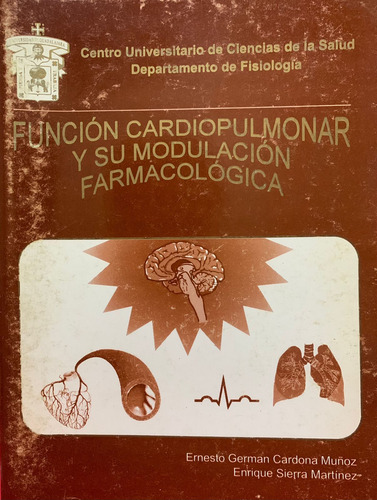 Centro Universitario de Ciencias de la Salud
Departamento de Fisiología
FUNCIÓN CARDIOPULMONAR
Y SU MODULACIÓN
FARMACOLÓGICA
Ernesto German Cardona Muñoz
Enrique Sierra Martínez